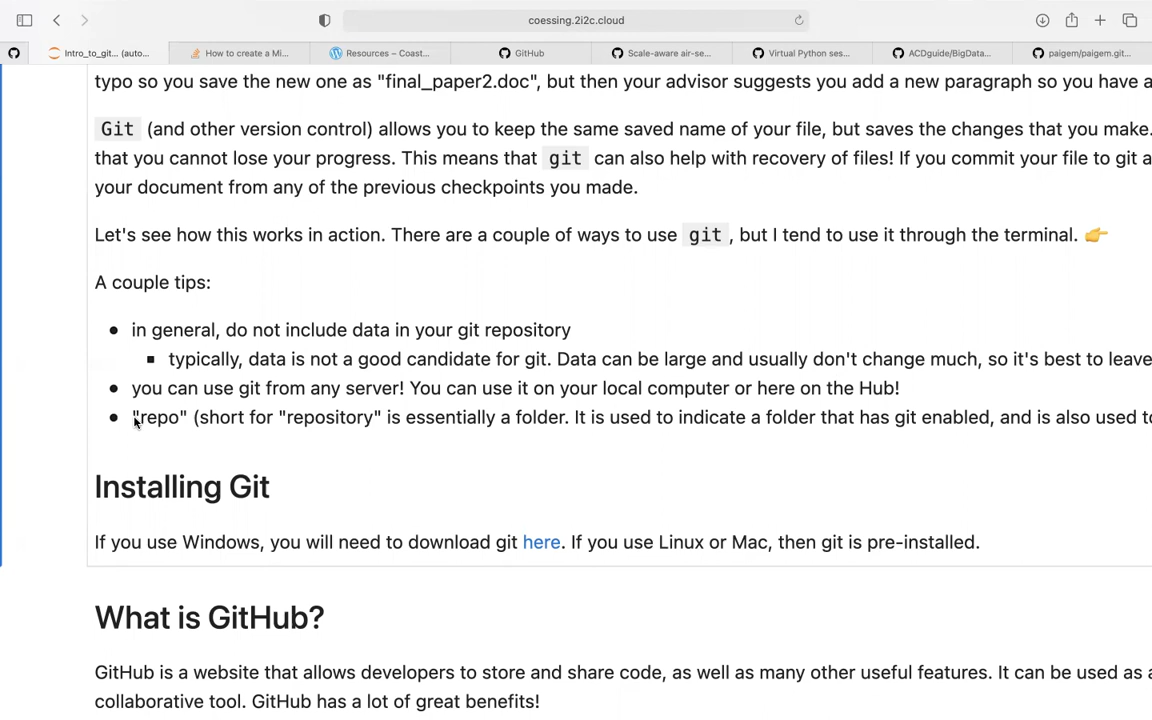 coessing.2i2c.cloud
Intro_to_git... (auto...
How to create a Mi...
Resources – Coast...
GitHub
Scale-aware air-se...
Virtual Python ses...
ACDguide/BigData...
paigem/paigem.git...
typo so you save the new one as "final_paper2.doc", but then your advisor suggests you add a new paragraph so you have a
Git (and other version control) allows you to keep the same saved name of your file, but saves the changes that you make.
that you cannot lose your progress. This means that git can also help with recovery of files! If you commit your file to git a
your document from any of the previous checkpoints you made.
Let's see how this works in action. There are a couple of ways to use git , but I tend to use it through the terminal. 👉
A couple tips:
• in general, do not include data in your git repository
▪ typically, data is not a good candidate for git. Data can be large and usually don't change much, so it's best to leave
• you can use git from any server! You can use it on your local computer or here on the Hub!
• "repo" (short for "repository" is essentially a folder. It is used to indicate a folder that has git enabled, and is also used to
Installing Git
If you use Windows, you will need to download git here. If you use Linux or Mac, then git is pre-installed.
What is GitHub?
GitHub is a website that allows developers to store and share code, as well as many other useful features. It can be used as a
collaborative tool. GitHub has a lot of great benefits!